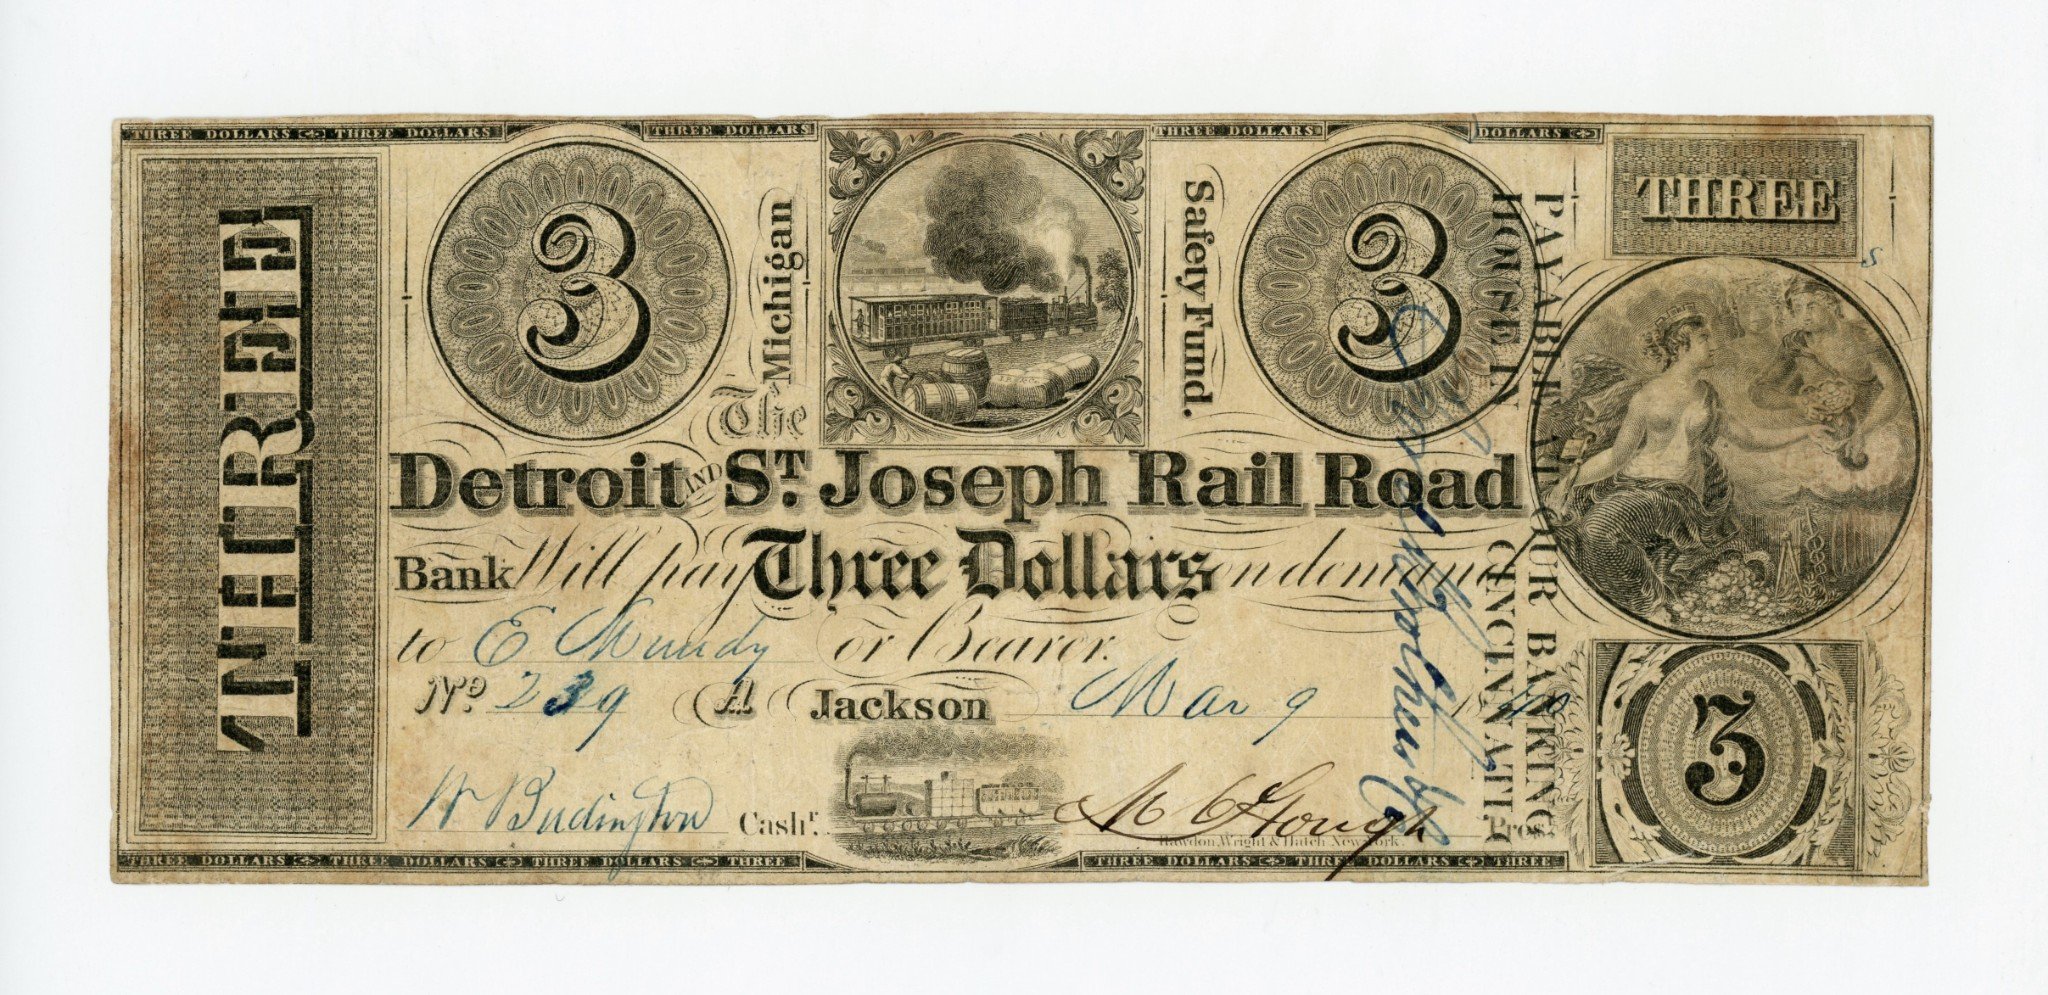 THREE DOLLARS THREE DOLLARS THREE DOLLARS THREE DOLLARS DOLLARS
THREE
3
Michigan
Safety Fund.
3
THREE
S
The
Detroit AND ST. Joseph Rail Road
Bank Will pay Three Dollars on demand
to E Mundy or Bearer.
No. 239 A Jackson Mar 9 1840
W Budington Cashr.
Pres.
Rawdon, Wright & Hatch New York.
3
PAYABLE AT OUR BANKING
HOUSE IN CINCINNATI.
THREE DOLLARS THREE DOLLARS THREE DOLLARS THREE THREE DOLLARS THREE DOLLARS THREE